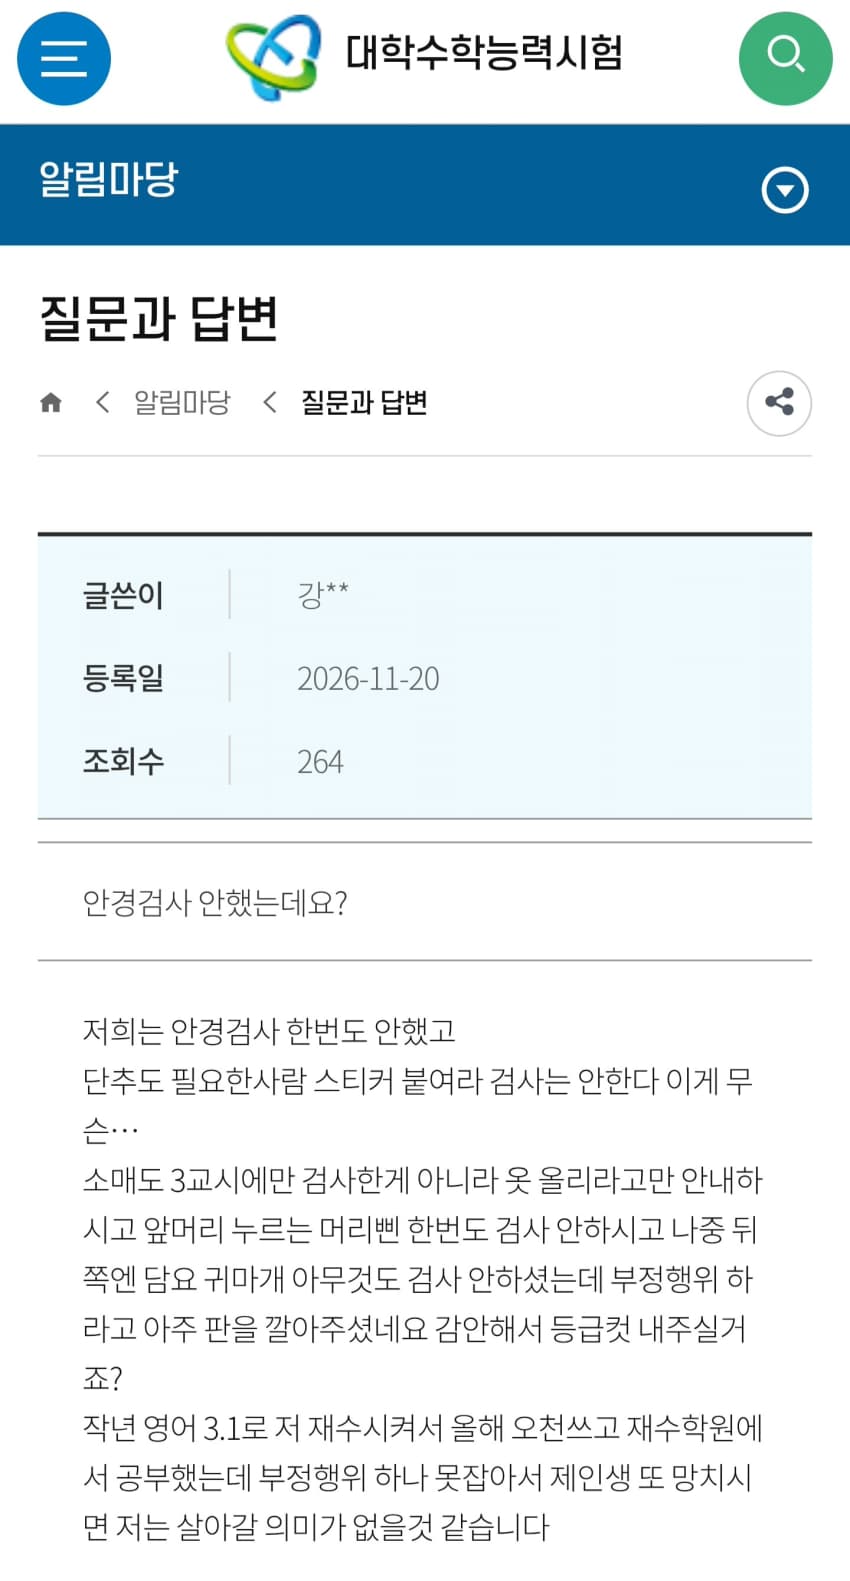 대학수학능력시험
알림마당
질문과 답변
알림마당 질문과 답변
글쓴이 강**
등록일 2026-11-20
조회수 264
안경검사 안했는데요?
저희는 안경검사 한번도 안했고
단추도 필요한사람 스티커 붙여라 검사는 안한다 이게 무
슨…
소매도 3교시에만 검사한게 아니라 옷 올리라고만 안내하
시고 앞머리 누르는 머리삔 한번도 검사 안하시고 나중 뒤
쪽엔 담요 귀마개 아무것도 검사 안하셨는데 부정행위 하
라고 아주 판을 깔아주셨네요 감안해서 등급컷 내주실거
죠?
작년 영어 3.1로 저 재수시켜서 올해 오천쓰고 재수학원에
서 공부했는데 부정행위 하나 못잡아서 제인생 또 망치시
면 저는 살아갈 의미가 없을것 같습니다